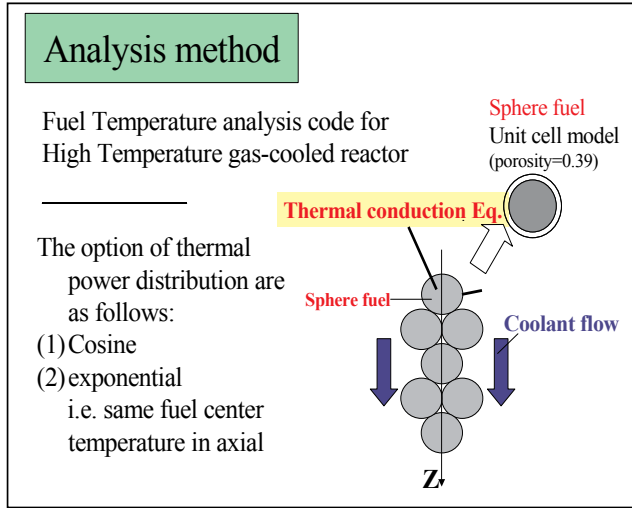 Analysis method
Fuel Temperature analysis code for
High Temperature gas-cooled reactor
The option of thermal
power distribution are
as follows:
(1) Cosine
(2) exponential
i.e. same fuel center
temperature in axial
Sphere fuel
Unit cell model
(porosity=0.39)
Thermal conduction Eq.
Sphere fuel
Coolant flow
Z